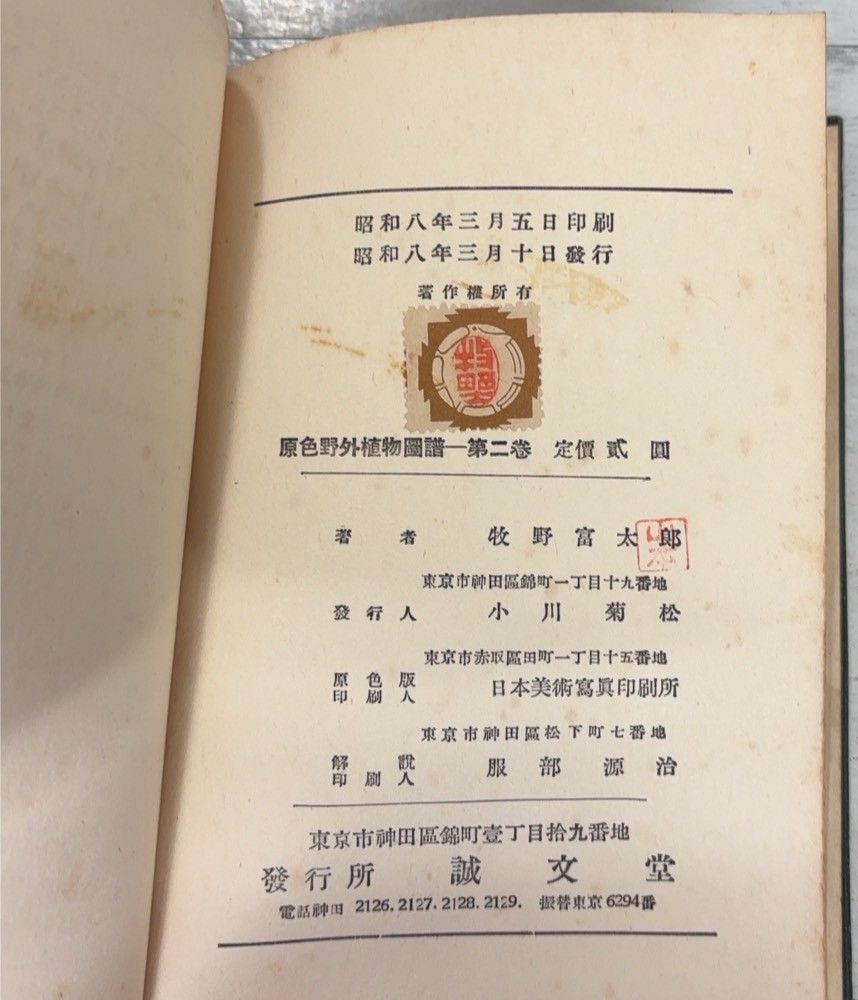 昭和八年三月五日印刷
昭和八年三月十日發行
著作權所有
牧野
原色野外植物圖譜—第二卷 定價貳圓
著者 牧野富太郎
東京市神田區錦町一丁目十九番地
發行人 小川菊松
東京市赤坂區田町一丁目十五番地
原色版
印刷人 日本美術寫眞印刷所
東京市神田區松下町七番地
解說
印刷人 服部源治
東京市神田區錦町壹丁目拾九番地
發行所 誠文堂
電話神田 2126. 2127. 2128. 2129. 振替東京6294番